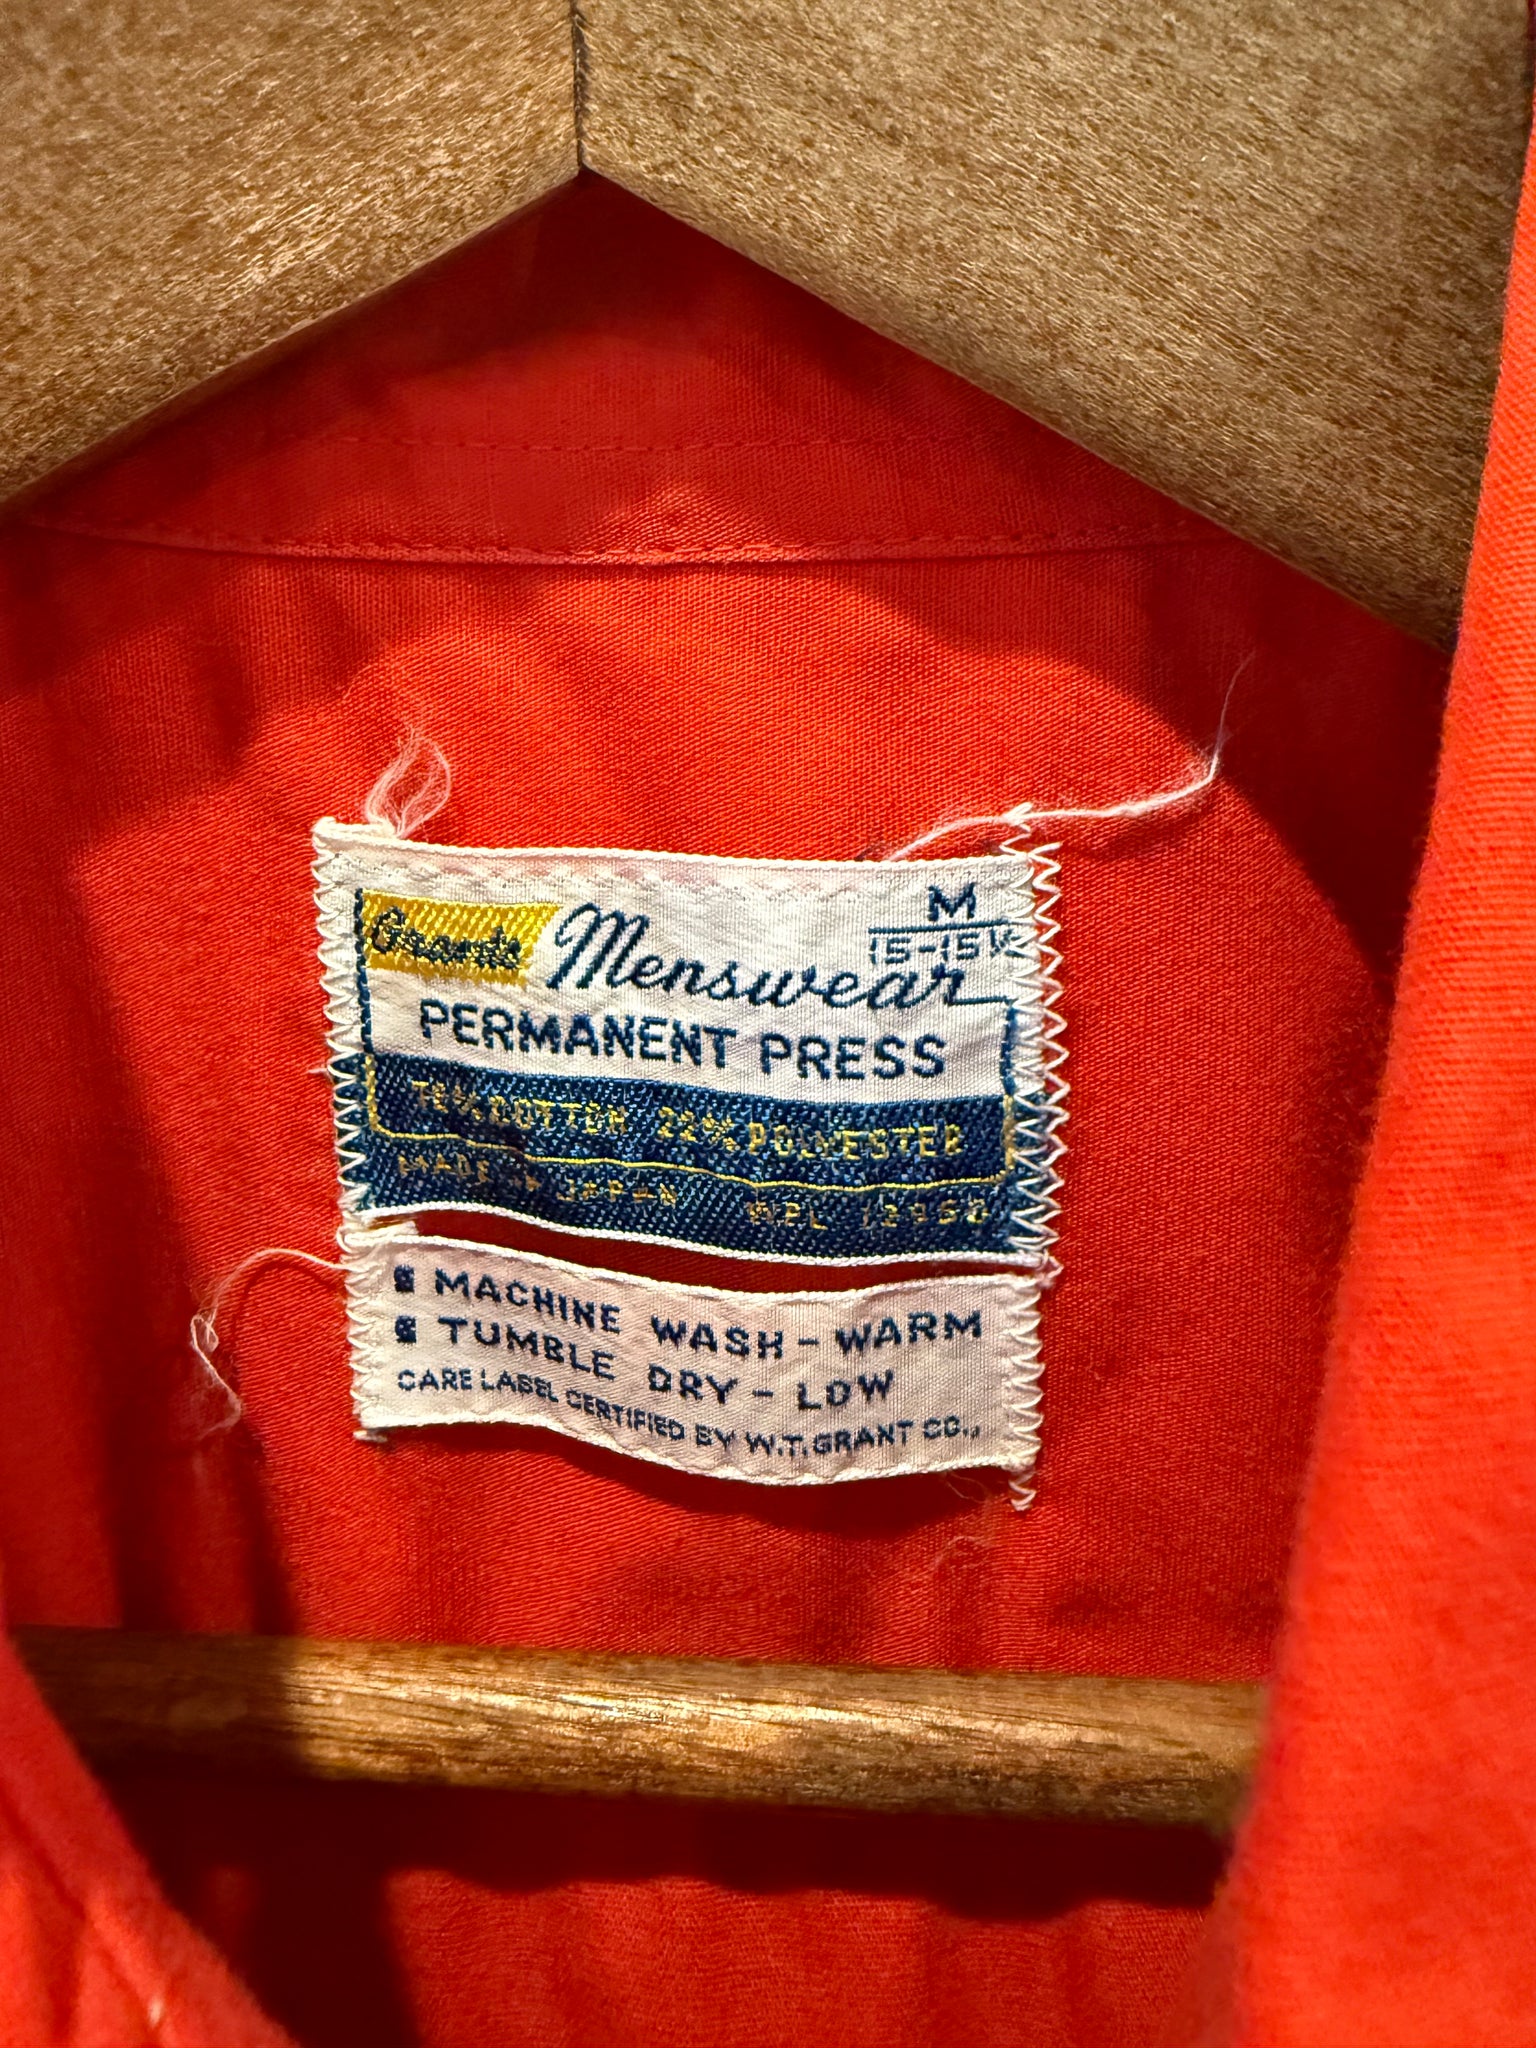 Grants Menswear M
15-15½
PERMANENT PRESS
78% COTTON 22% POLYESTER
MADE IN JAPAN WPL 12950
MACHINE WASH-WARM
TUMBLE DRY-LOW
CARE LABEL CERTIFIED BY W.T. GRANT CO.,